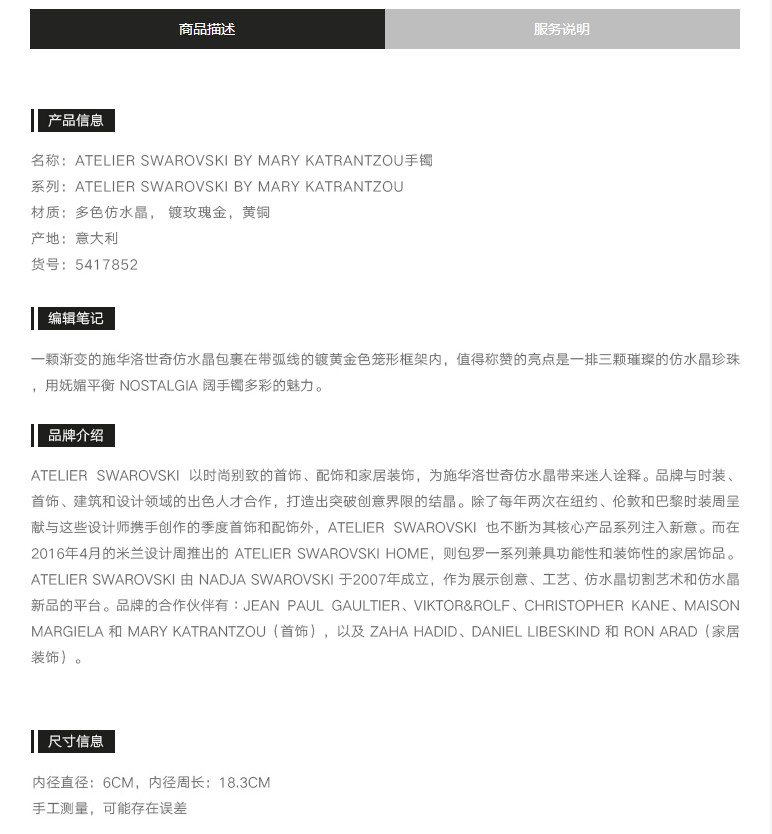 商品描述
服务说明
产品信息
名称：ATELIER SWAROVSKI BY MARY KATRANTZOU手镯
系列：ATELIER SWAROVSKI BY MARY KATRANTZOU
材质：多色仿水晶， 镀玫瑰金，黄铜
产地：意大利
货号：5417852
编辑笔记
一颗渐变的施华洛世奇仿水晶包裹在带弧线的镀黄金色笼形框架内，值得称赞的亮点是一排三颗璀璨的仿水晶珍珠
，用妩媚平衡 NOSTALGIA 阔手镯多彩的魅力。
品牌介绍
ATELIER SWAROVSKI 以时尚别致的首饰、配饰和家居装饰，为施华洛世奇仿水晶带来迷人诠释。品牌与时装、
首饰、建筑和设计领域的出色人才合作，打造出突破创意界限的结晶。除了每年两次在纽约、伦敦和巴黎时装周呈
献与这些设计师携手创作的季度首饰和配饰外，ATELIER SWAROVSKI 也不断为其核心产品系列注入新意。而在
2016年4月的米兰设计周推出的 ATELIER SWAROVSKI HOME，则包罗一系列兼具功能性和装饰性的家居饰品。
ATELIER SWAROVSKI 由 NADJA SWAROVSKI 于2007年成立，作为展示创意、工艺、仿水晶切割艺术和仿水晶
新品的平台。品牌的合作伙伴有：JEAN PAUL GAULTIER、VIKTOR&ROLF、CHRISTOPHER KANE、MAISON
MARGIELA 和 MARY KATRANTZOU（首饰），以及 ZAHA HADID、DANIEL LIBESKIND 和 RON ARAD（家居
装饰）。
尺寸信息
内径直径：6CM，内径周长：18.3CM
手工测量，可能存在误差